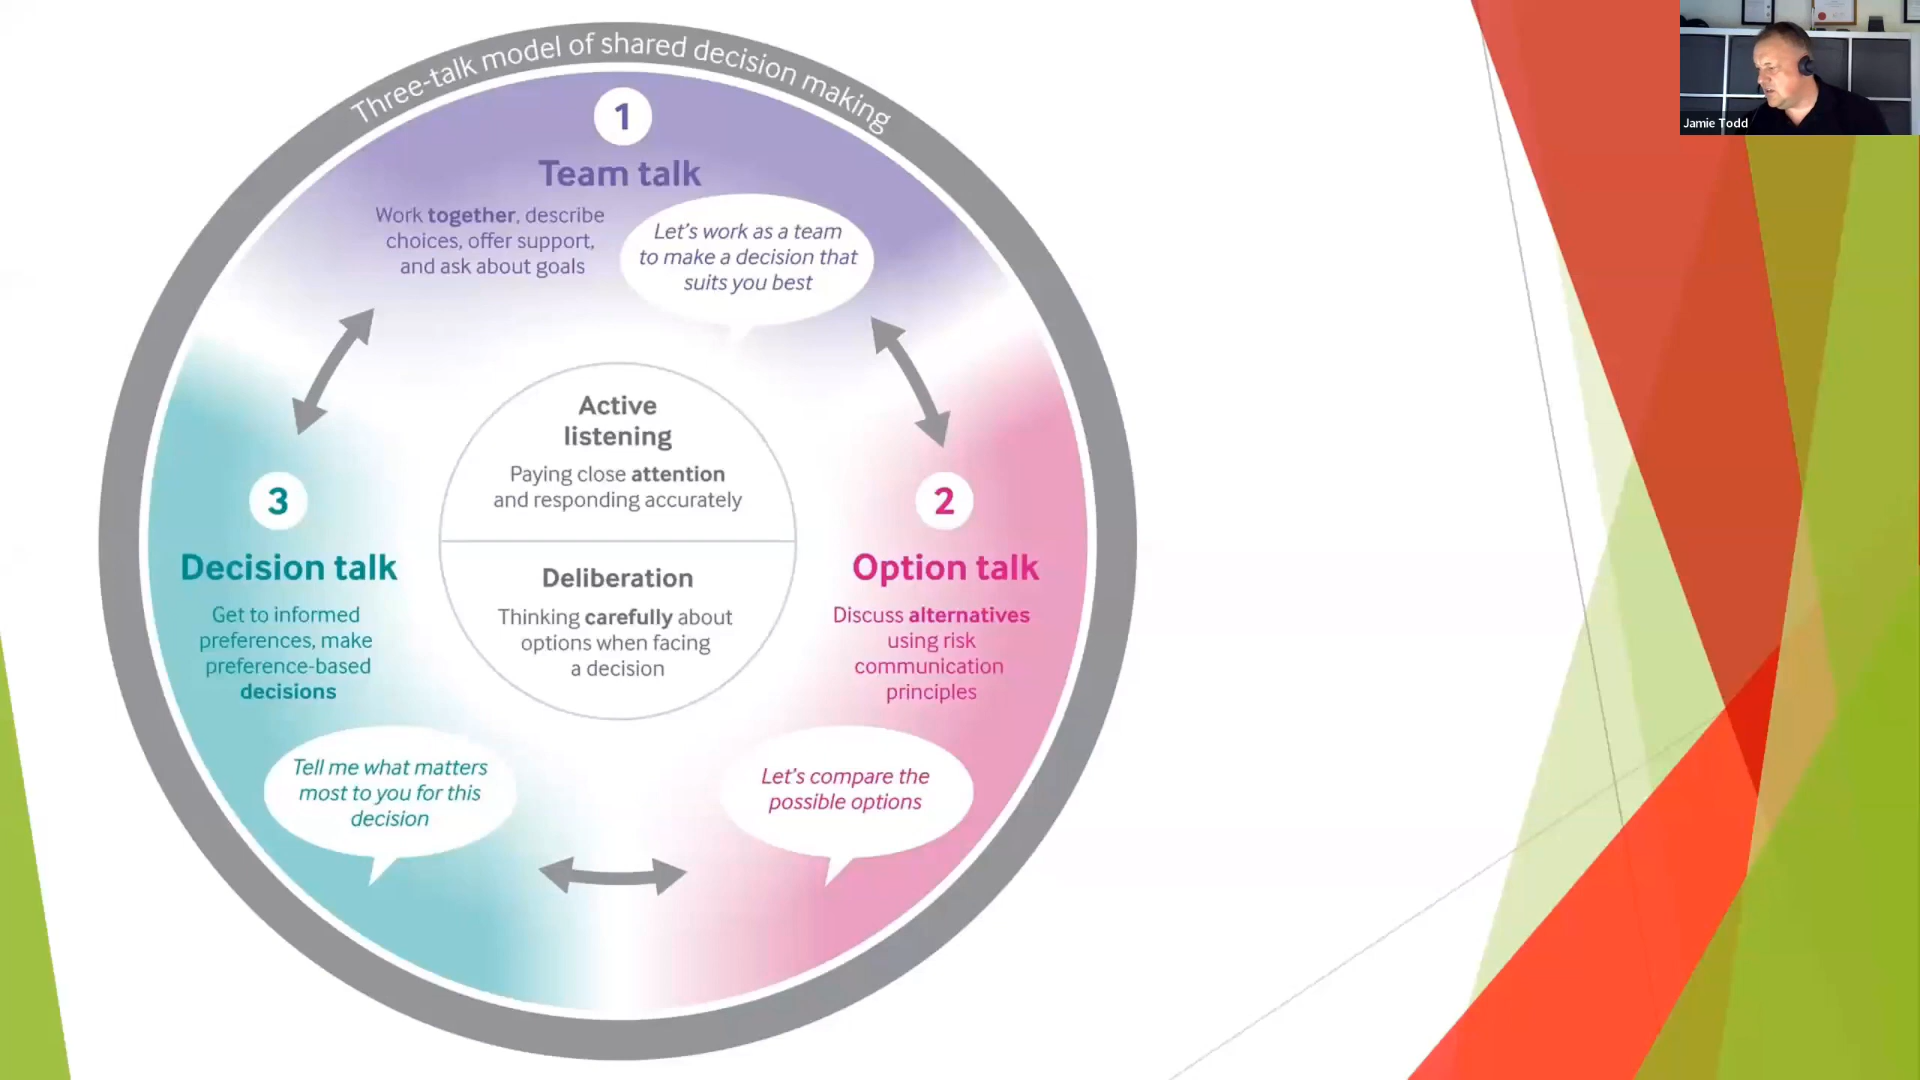 Three-talk model of shared decision making
1
Team talk
Work together, describe
choices, offer support,
and ask about goals
Let's work as a team
to make a decision that
suits you best
Active
listening
Paying close attention
and responding accurately
Deliberation
Thinking carefully about
options when facing
a decision
2
Option talk
Discuss alternatives
using risk
communication
principles
Let's compare the
possible options
3
Decision talk
Get to informed
preferences, make
preference-based
decisions
Tell me what matters
most to you for this
decision
Jamie Todd